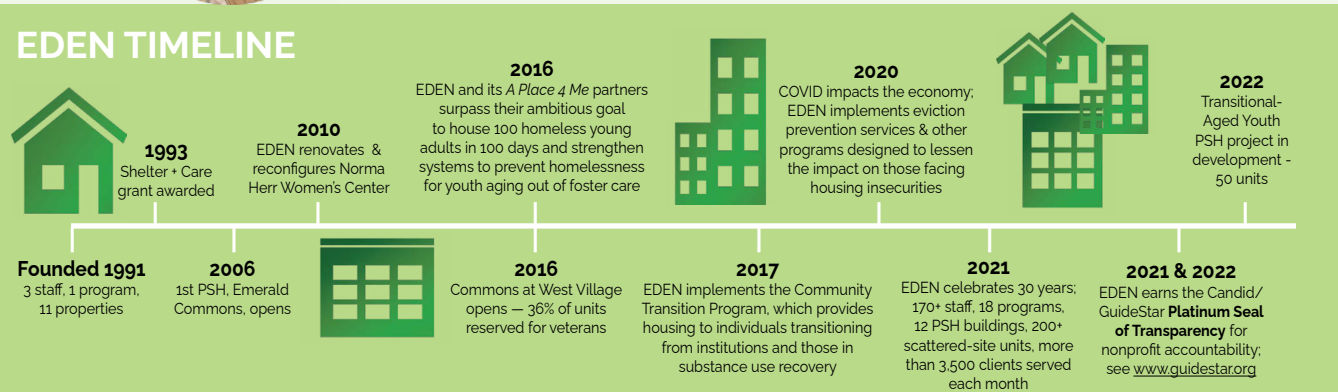 EDEN TIMELINE
Founded 1991
3 staff, 1 program,
11 properties
1993
Shelter + Care
grant awarded
2006
1st PSH, Emerald
Commons, opens
2010
EDEN renovates &
reconfigures Norma
Herr Women's Center
2016
EDEN and its A Place 4 Me partners
surpass their ambitious goal
to house 100 homeless young
adults in 100 days and strengthen
systems to prevent homelessness
for youth aging out of foster care
2016
Commons at West Village
opens — 36% of units
reserved for veterans
2017
EDEN implements the Community
Transition Program, which provides
housing to individuals transitioning
from institutions and those in
substance use recovery
2020
COVID impacts the economy;
EDEN implements eviction
prevention services & other
programs designed to lessen
the impact on those facing
housing insecurities
2021
EDEN celebrates 30 years;
170+ staff, 18 programs,
12 PSH buildings, 200+
scattered-site units, more
than 3,500 clients served
each month
2021 & 2022
EDEN earns the Candid/
GuideStar Platinum Seal
of Transparency for
nonprofit accountability;
see www.guidestar.org
2022
Transitional-
Aged Youth
PSH project in
development -
50 units